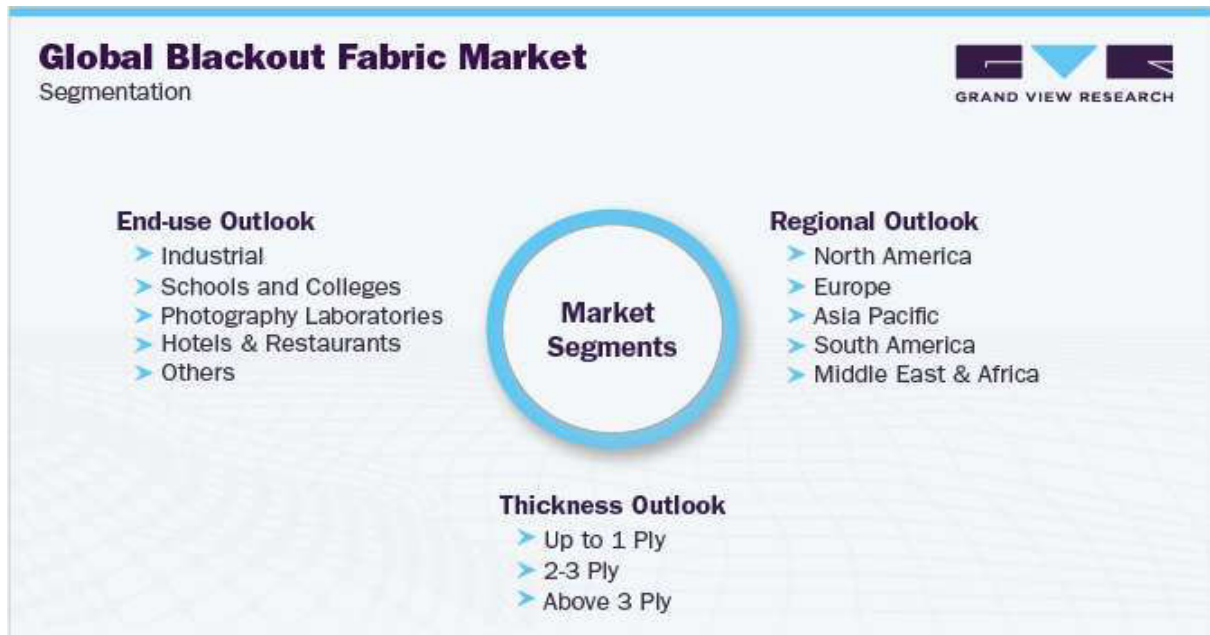 Global Blackout Fabric Market
Segmentation
GRAND VIEW RESEARCH
End-use Outlook
Industrial
Schools and Colleges
Photography Laboratories
Hotels & Restaurants
Others
Market
Segments
Regional Outlook
North America
Europe
Asia Pacific
South America
Middle East & Africa
Thickness Outlook
Up to 1 Ply
2-3 Ply
Above 3 Ply